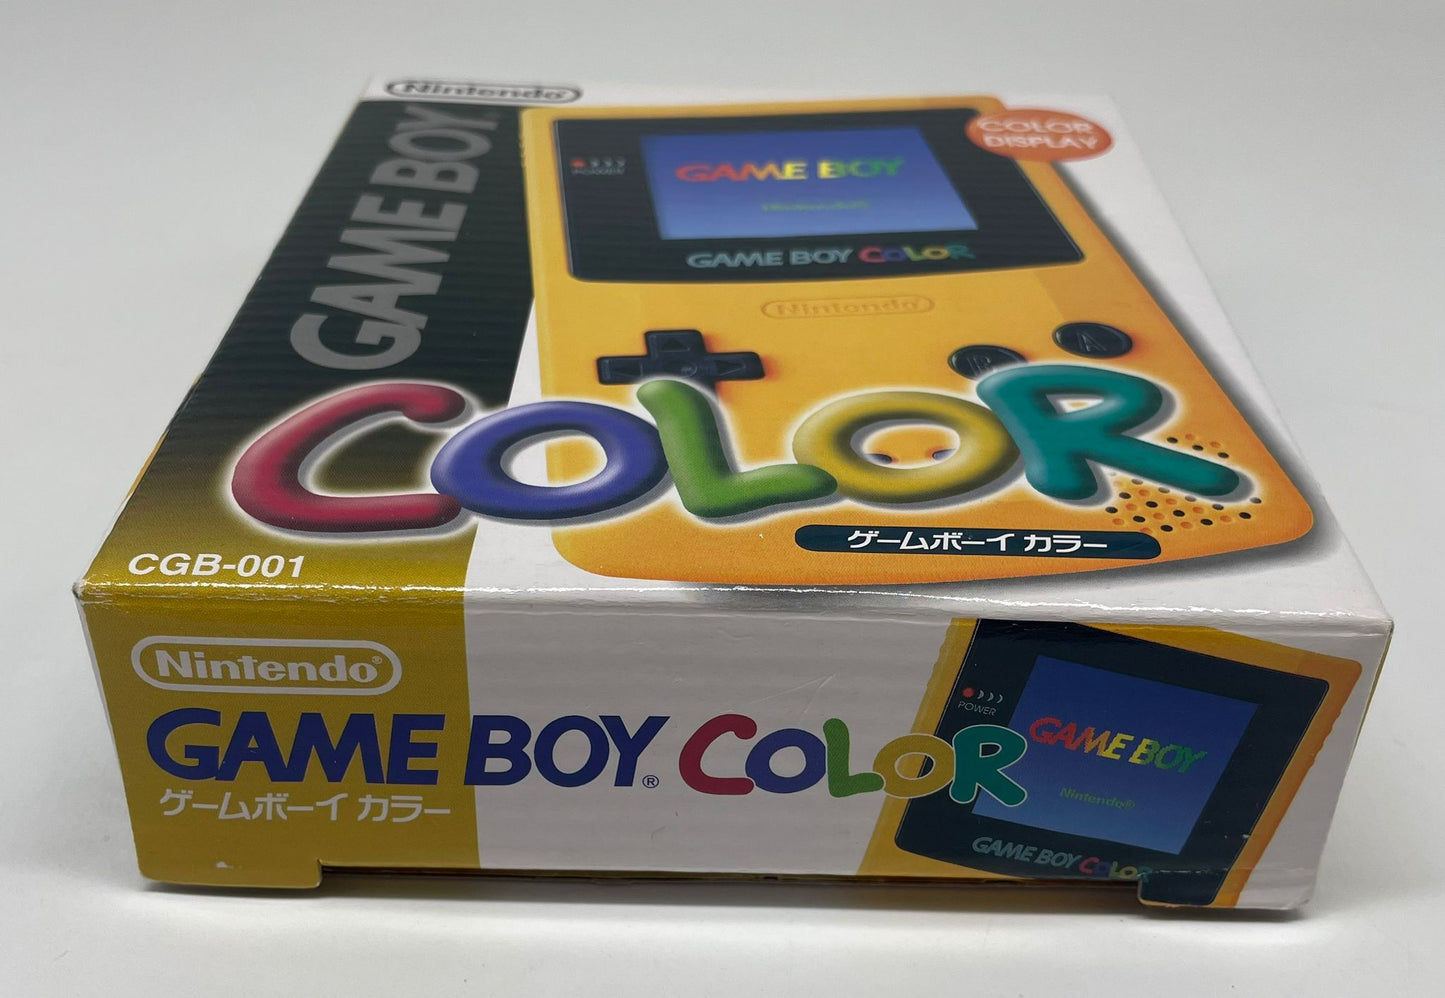 Nintendo
GAME BOY
COLOR
DISPLAY
POWER
GAME BOY
Nintendo®
GAME BOY COLOR
Nintendo
A
B
COLOR
ゲームボーイ カラー
CGB-001
Nintendo®
GAME BOY® COLOR
ゲームボーイ カラー
POWER
GAME BOY
Nintendo®
GAME BOY COLOR